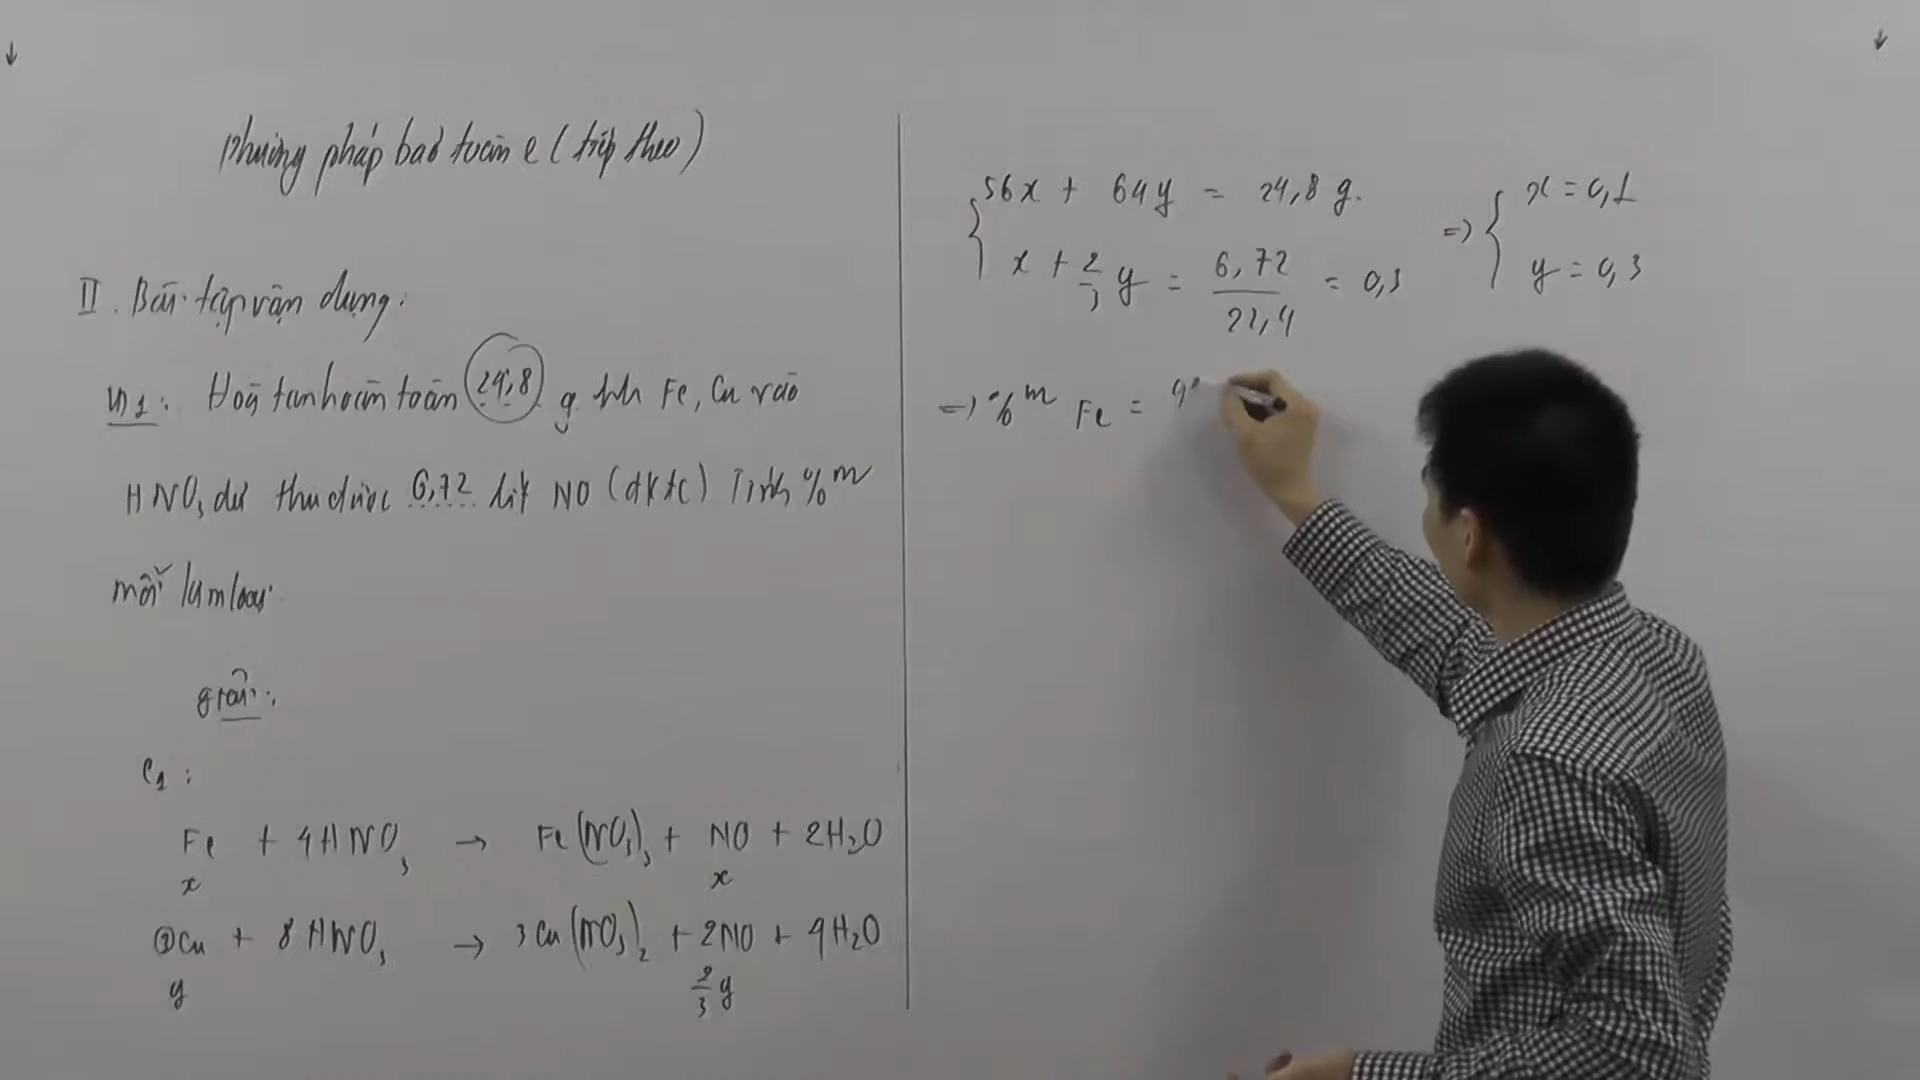 Phương pháp bảo toàn e (tiếp theo)
II. Bài tập vận dụng:
VD1: Hoà tan hoàn toàn 24,8 g hh Fe, Cu vào
HNO3 dư thu được 6,72 lít NO (đktc) Tính %m
mỗi kim loại
giải:
C1:
Fe + 4HNO3 → Fe(NO3)3 + NO + 2H2O
x x
3Cu + 8HNO3 → 3Cu(NO3)2 + 2NO + 4H2O
y 2/3 y
{ 56x + 64y = 24,8 g.
x + 2/3 y = 6,72/22,4 = 0,3
=> { x = 0,1
y = 0,3
=> %m Fe =